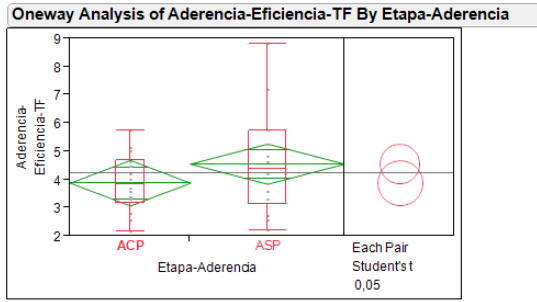 Oneway Analysis of Aderencia-Eficiencia-TF By Etapa-Aderencia
9
8
7
6
5
4
3
2
Aderencia-
Eficiencia-TF
ACP
ASP
Etapa-Aderencia
Each Pair
Student's t
0,05